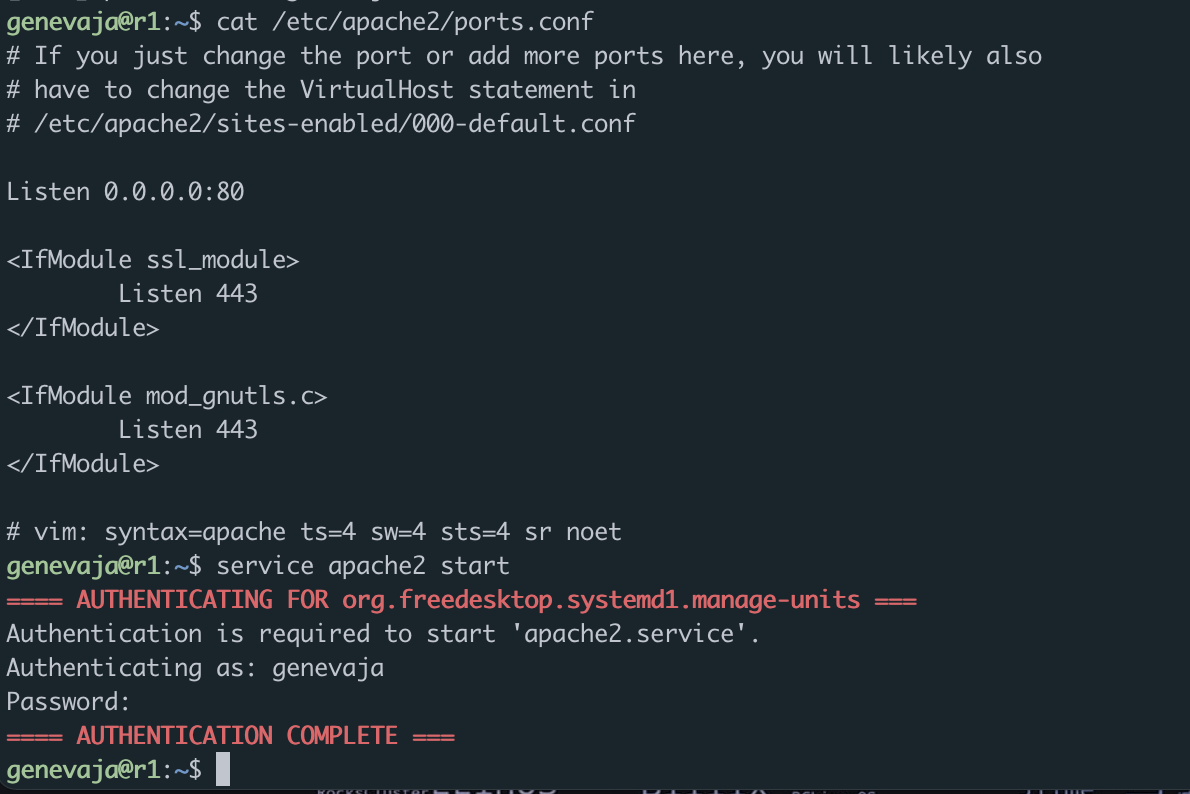 genevaja@r1:~$ cat /etc/apache2/ports.conf
# If you just change the port or add more ports here, you will likely also
# have to change the VirtualHost statement in
# /etc/apache2/sites-enabled/000-default.conf
Listen 0.0.0.0:80
<IfModule ssl_module>
        Listen 443
</IfModule>
<IfModule mod_gnutls.c>
        Listen 443
</IfModule>
# vim: syntax=apache ts=4 sw=4 sts=4 sr noet
genevaja@r1:~$ service apache2 start
==== AUTHENTICATING FOR org.freedesktop.systemd1.manage-units ===
Authentication is required to start 'apache2.service'.
Authenticating as: genevaja
Password:
==== AUTHENTICATION COMPLETE ===
genevaja@r1:~$